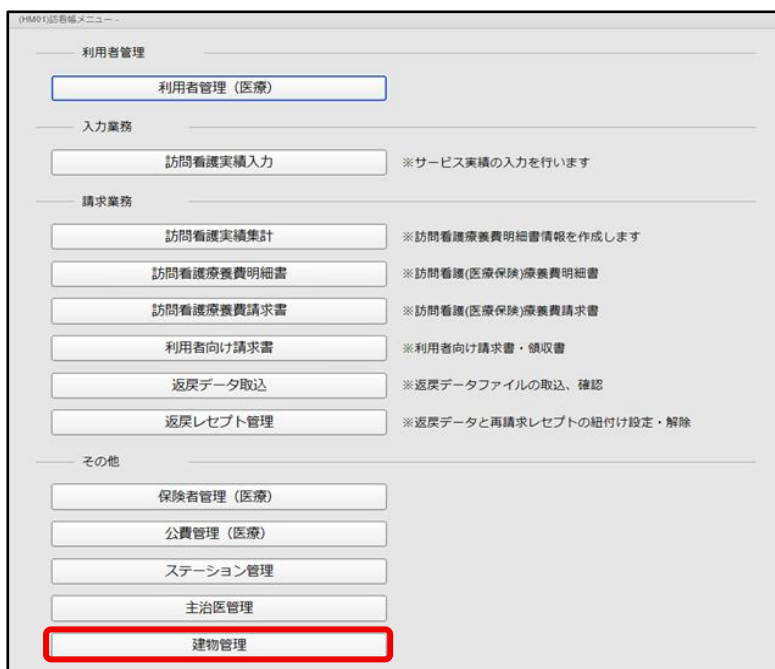 (HM01)訪看帳メニュー -
利用者管理
利用者管理（医療）
入力業務
訪問看護実績入力 ※サービス実績の入力を行います
請求業務
訪問看護実績集計 ※訪問看護療養費明細書情報を作成します
訪問看護療養費明細書 ※訪問看護(医療保険)療養費明細書
訪問看護療養費請求書 ※訪問看護(医療保険)療養費請求書
利用者向け請求書 ※利用者向け請求書・領収書
返戻データ取込 ※返戻データファイルの取込、確認
返戻レセプト管理 ※返戻データと再請求レセプトの紐付け設定・解除
その他
保険者管理（医療）
公費管理（医療）
ステーション管理
主治医管理
建物管理